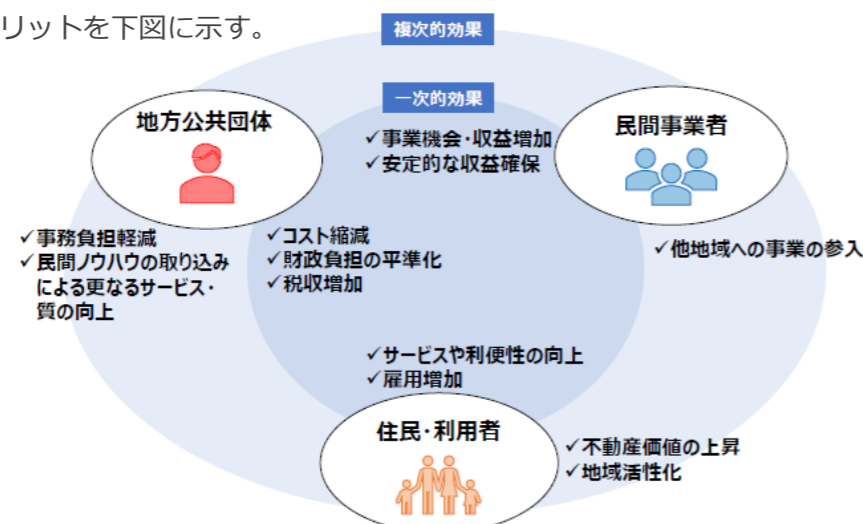 リットを下図に示す。
複次的効果
一次的効果
地方公共団体
民間事業者
✓事業機会・収益増加
✓安定的な収益確保
✓事務負担軽減
✓民間ノウハウの取り込み
による更なるサービス・
質の向上
✓コスト縮減
✓財政負担の平準化
✓税収増加
✓他地域への事業の参入
✓サービスや利便性の向上
✓雇用増加
住民・利用者
✓不動産価値の上昇
✓地域活性化